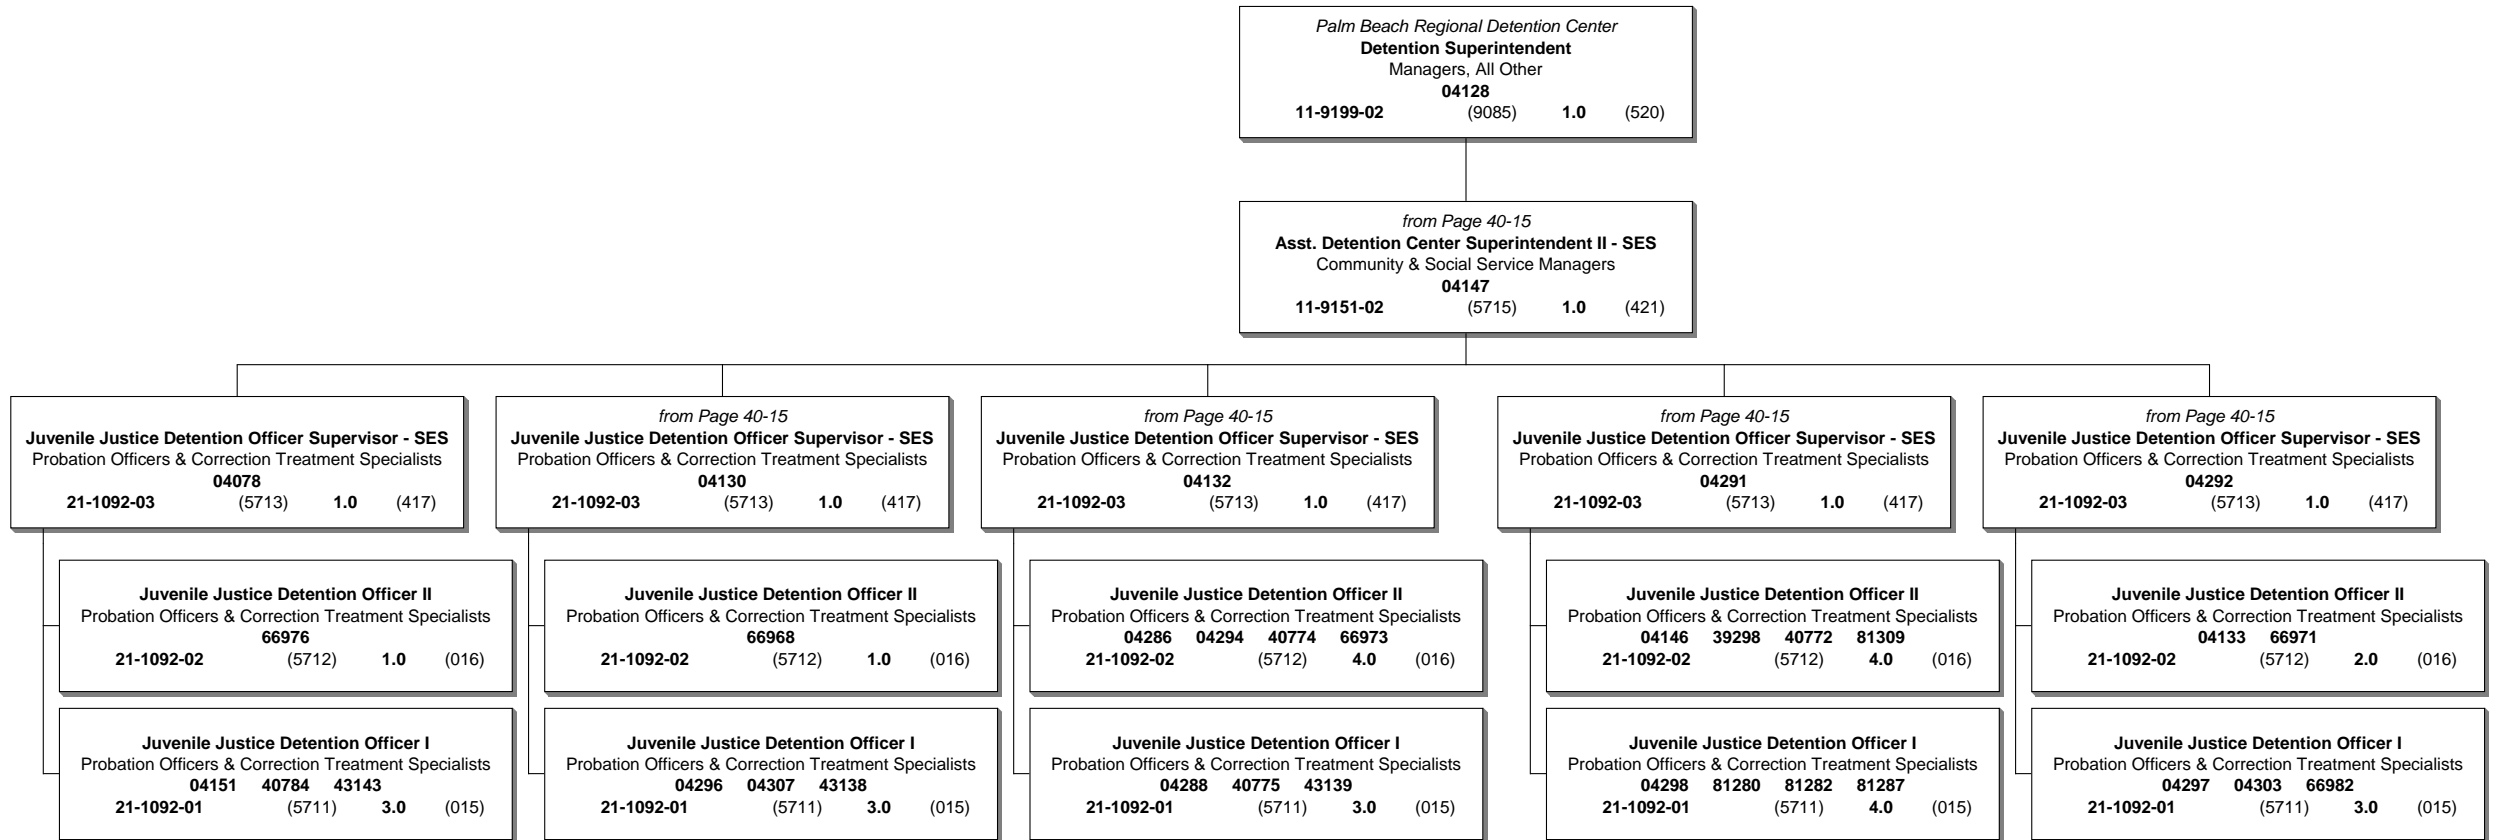 Palm Beach Regional Detention Center
Detention Superintendent
Managers, All Other
04128
11-9199-02 (9085) 1.0 (520)
from Page 40-15
Asst. Detention Center Superintendent II - SES
Community & Social Service Managers
04147
11-9151-02 (5715) 1.0 (421)
Juvenile Justice Detention Officer Supervisor - SES
Probation Officers & Correction Treatment Specialists
04078
21-1092-03 (5713) 1.0 (417)
Juvenile Justice Detention Officer II
Probation Officers & Correction Treatment Specialists
66976
21-1092-02 (5712) 1.0 (016)
Juvenile Justice Detention Officer I
Probation Officers & Correction Treatment Specialists
04151 40784 43143
21-1092-01 (5711) 3.0 (015)
from Page 40-15
Juvenile Justice Detention Officer Supervisor - SES
Probation Officers & Correction Treatment Specialists
04130
21-1092-03 (5713) 1.0 (417)
Juvenile Justice Detention Officer II
Probation Officers & Correction Treatment Specialists
66968
21-1092-02 (5712) 1.0 (016)
Juvenile Justice Detention Officer I
Probation Officers & Correction Treatment Specialists
04296 04307 43138
21-1092-01 (5711) 3.0 (015)
from Page 40-15
Juvenile Justice Detention Officer Supervisor - SES
Probation Officers & Correction Treatment Specialists
04132
21-1092-03 (5713) 1.0 (417)
Juvenile Justice Detention Officer II
Probation Officers & Correction Treatment Specialists
04286 04294 40774 66973
21-1092-02 (5712) 4.0 (016)
Juvenile Justice Detention Officer I
Probation Officers & Correction Treatment Specialists
04288 40775 43139
21-1092-01 (5711) 3.0 (015)
from Page 40-15
Juvenile Justice Detention Officer Supervisor - SES
Probation Officers & Correction Treatment Specialists
04291
21-1092-03 (5713) 1.0 (417)
Juvenile Justice Detention Officer II
Probation Officers & Correction Treatment Specialists
04146 39298 40772 81309
21-1092-02 (5712) 4.0 (016)
Juvenile Justice Detention Officer I
Probation Officers & Correction Treatment Specialists
04298 81280 81282 81287
21-1092-01 (5711) 4.0 (015)
from Page 40-15
Juvenile Justice Detention Officer Supervisor - SES
Probation Officers & Correction Treatment Specialists
04292
21-1092-03 (5713) 1.0 (417)
Juvenile Justice Detention Officer II
Probation Officers & Correction Treatment Specialists
04133 66971
21-1092-02 (5712) 2.0 (016)
Juvenile Justice Detention Officer I
Probation Officers & Correction Treatment Specialists
04297 04303 66982
21-1092-01 (5711) 3.0 (015)